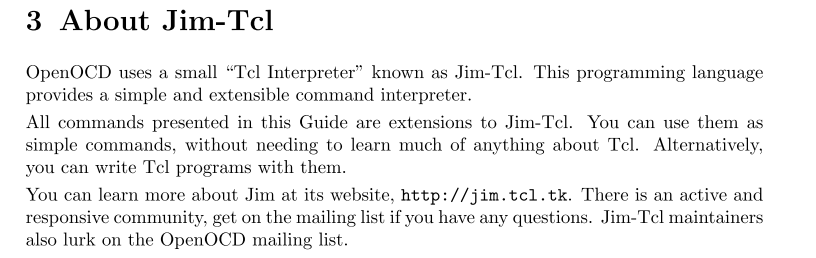 3 About Jim-Tcl
OpenOCD uses a small “Tcl Interpreter” known as Jim-Tcl. This programming language
provides a simple and extensible command interpreter.
All commands presented in this Guide are extensions to Jim-Tcl. You can use them as
simple commands, without needing to learn much of anything about Tcl. Alternatively,
you can write Tcl programs with them.
You can learn more about Jim at its website, http://jim.tcl.tk. There is an active and
responsive community, get on the mailing list if you have any questions. Jim-Tcl maintainers
also lurk on the OpenOCD mailing list.